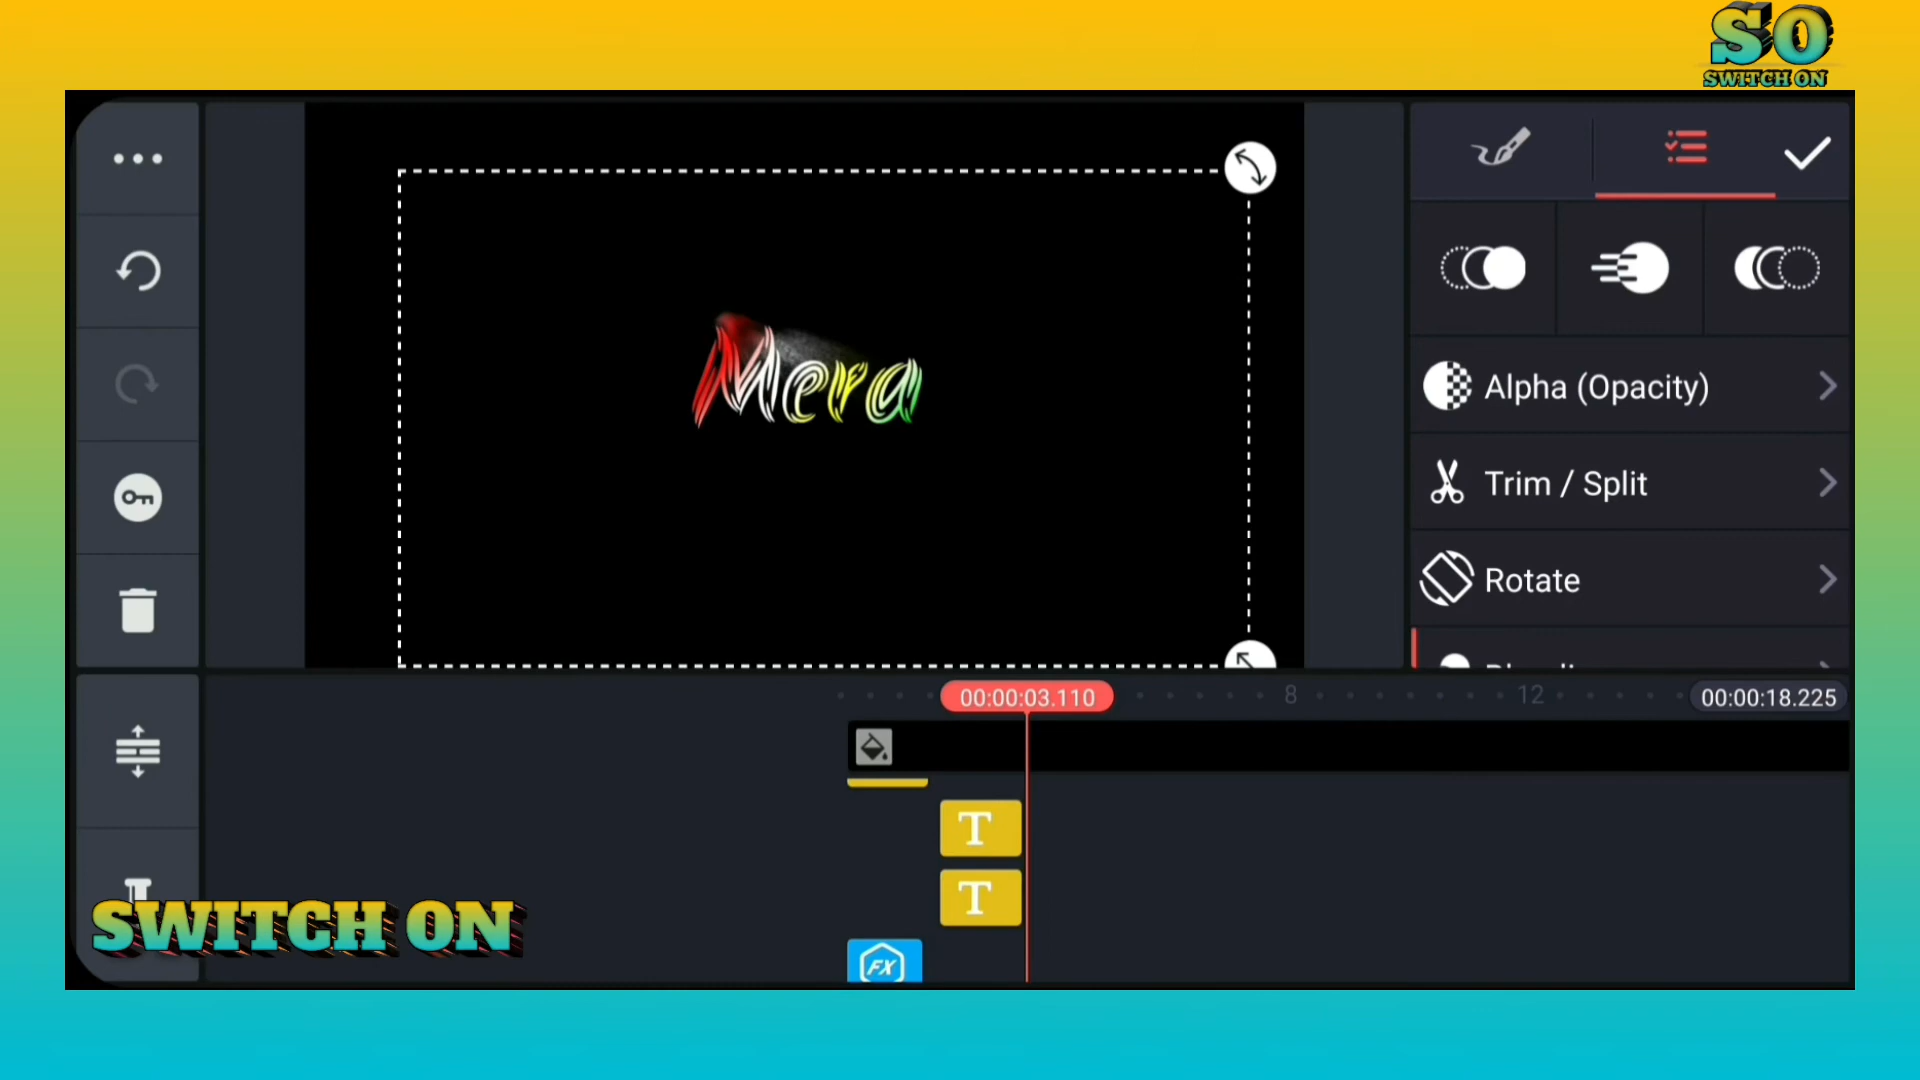 SO
SWITCH ON
Mera
Alpha (Opacity)
Trim / Split
Rotate
00:00:03.110
8
12
00:00:18.225
T
T
FX
SWITCH ON